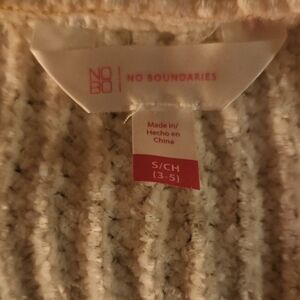 NO
BO
NO BOUNDARIES
Made in/
Hecho en
China
S/CH
(3-5)